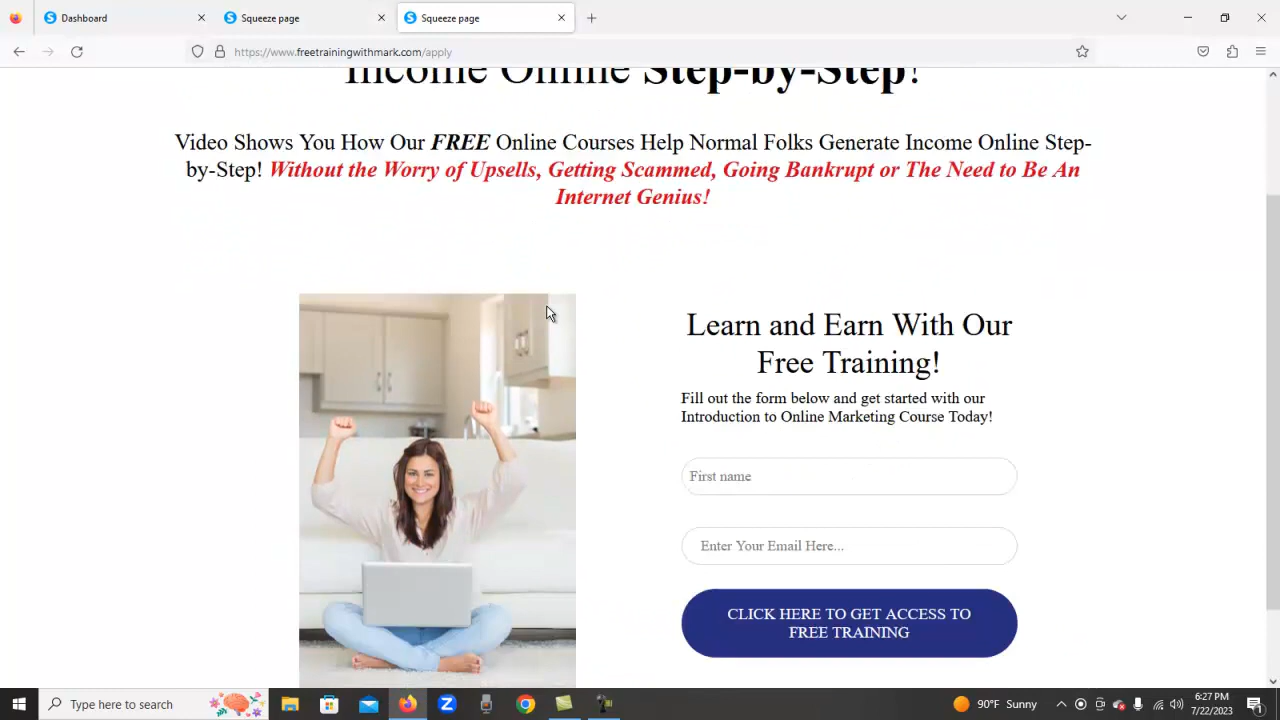 Dashboard
Squeeze page
Squeeze page
https://www.freetrainingwithmark.com/apply
Income Online Step-by-Step!
Video Shows You How Our FREE Online Courses Help Normal Folks Generate Income Online Step-
by-Step! Without the Worry of Upsells, Getting Scammed, Going Bankrupt or The Need to Be An
Internet Genius!
Learn and Earn With Our
Free Training!
Fill out the form below and get started with our
Introduction to Online Marketing Course Today!
First name
Enter Your Email Here...
CLICK HERE TO GET ACCESS TO
FREE TRAINING
Type here to search
90°F Sunny
6:27 PM
7/22/2023